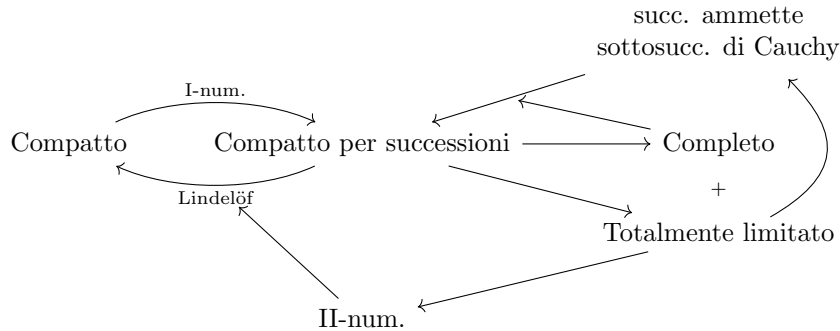 succ. ammette
sottosucc. di Cauchy
I-num.
Compatto
Compatto per successioni
Completo
Lindelöf
+
Totalmente limitato
II-num.